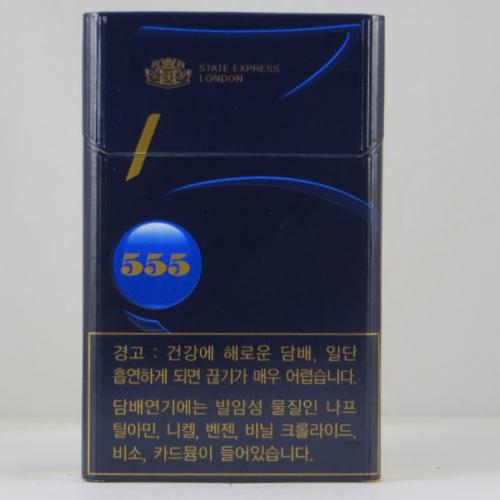 STATE EXPRESS
LONDON
555
경고 : 건강에 해로운 담배, 일단
흡연하게 되면 끊기가 매우 어렵습니다.
담배연기에는 발암성 물질인 나프
틸아민, 니켈, 벤젠, 비닐 크롤라이드,
비소, 카드뮴이 들어있습니다.